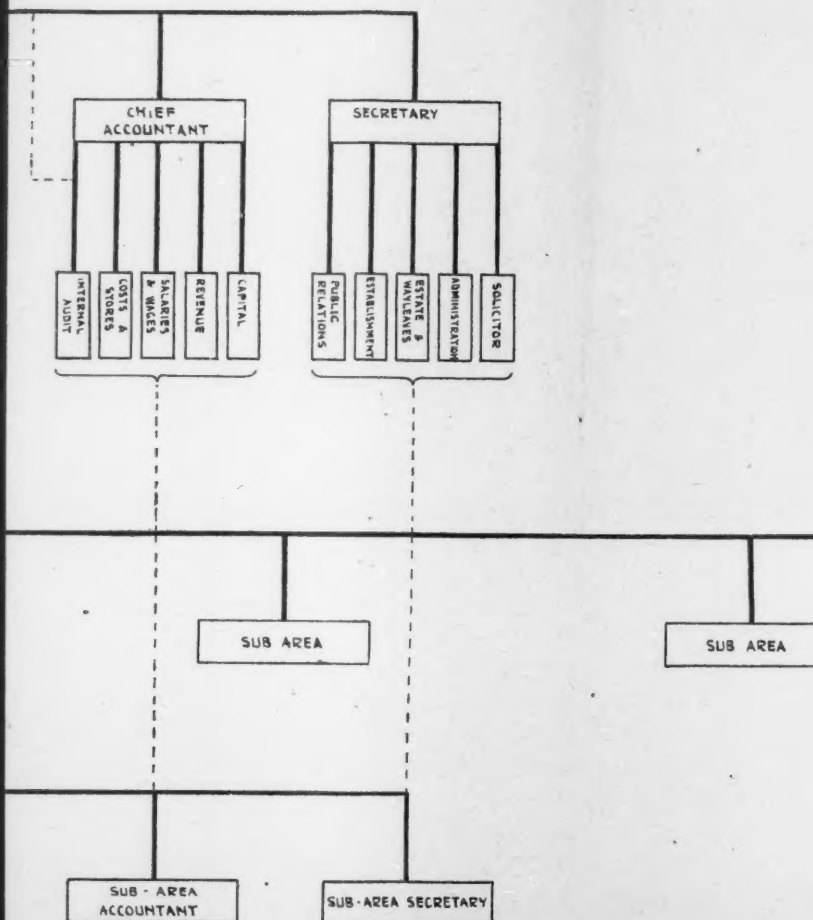 CHIEF
ACCOUNTANT
SECRETARY
INTERNAL
AUDIT
COSTS &
STORES
SALARIES
& WAGES
REVENUE
CAPITAL
PUBLIC
RELATIONS
ESTABLISHMENT
ESTATE &
WAYLEAVES
ADMINISTRATION
SOLICITOR
SUB AREA
SUB AREA
SUB - AREA
ACCOUNTANT
SUB-AREA SECRETARY